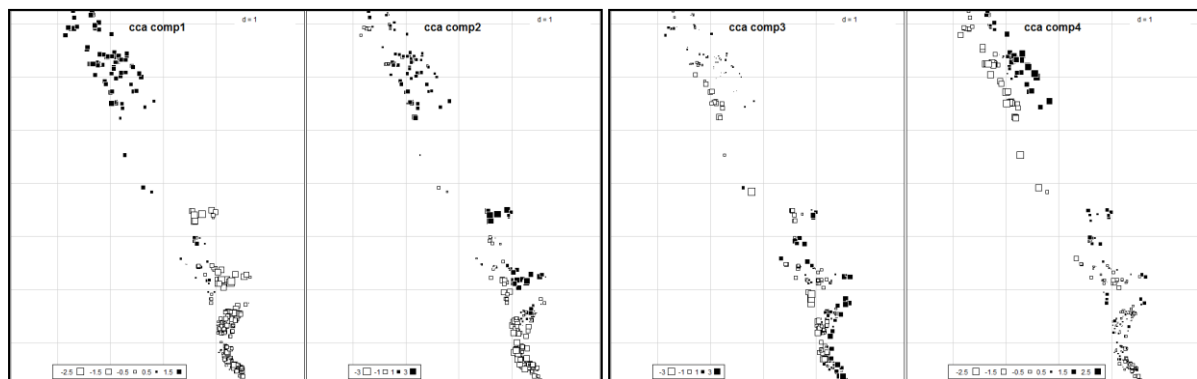 d = 1
cca comp1
d = 1
cca comp2
d = 1
cca comp3
d = 1
cca comp4
-2.5 -1.5 -0.5 0.5 1.5
-3 -1 1 3
-3 -1 1 3
-2.5 -1.5 -0.5 0.5 1.5 2.5